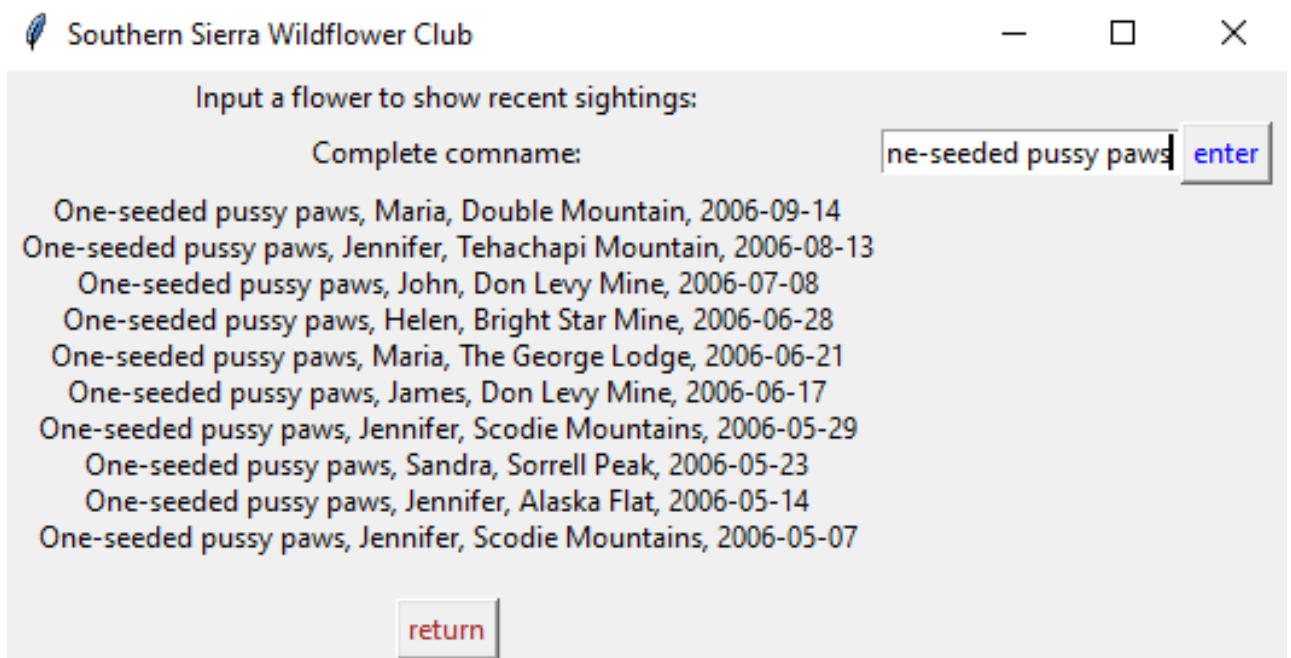 Southern Sierra Wildflower Club
Input a flower to show recent sightings:
Complete comname: ne-seeded pussy paws enter
One-seeded pussy paws, Maria, Double Mountain, 2006-09-14
One-seeded pussy paws, Jennifer, Tehachapi Mountain, 2006-08-13
One-seeded pussy paws, John, Don Levy Mine, 2006-07-08
One-seeded pussy paws, Helen, Bright Star Mine, 2006-06-28
One-seeded pussy paws, Maria, The George Lodge, 2006-06-21
One-seeded pussy paws, James, Don Levy Mine, 2006-06-17
One-seeded pussy paws, Jennifer, Scodie Mountains, 2006-05-29
One-seeded pussy paws, Sandra, Sorrell Peak, 2006-05-23
One-seeded pussy paws, Jennifer, Alaska Flat, 2006-05-14
One-seeded pussy paws, Jennifer, Scodie Mountains, 2006-05-07
return